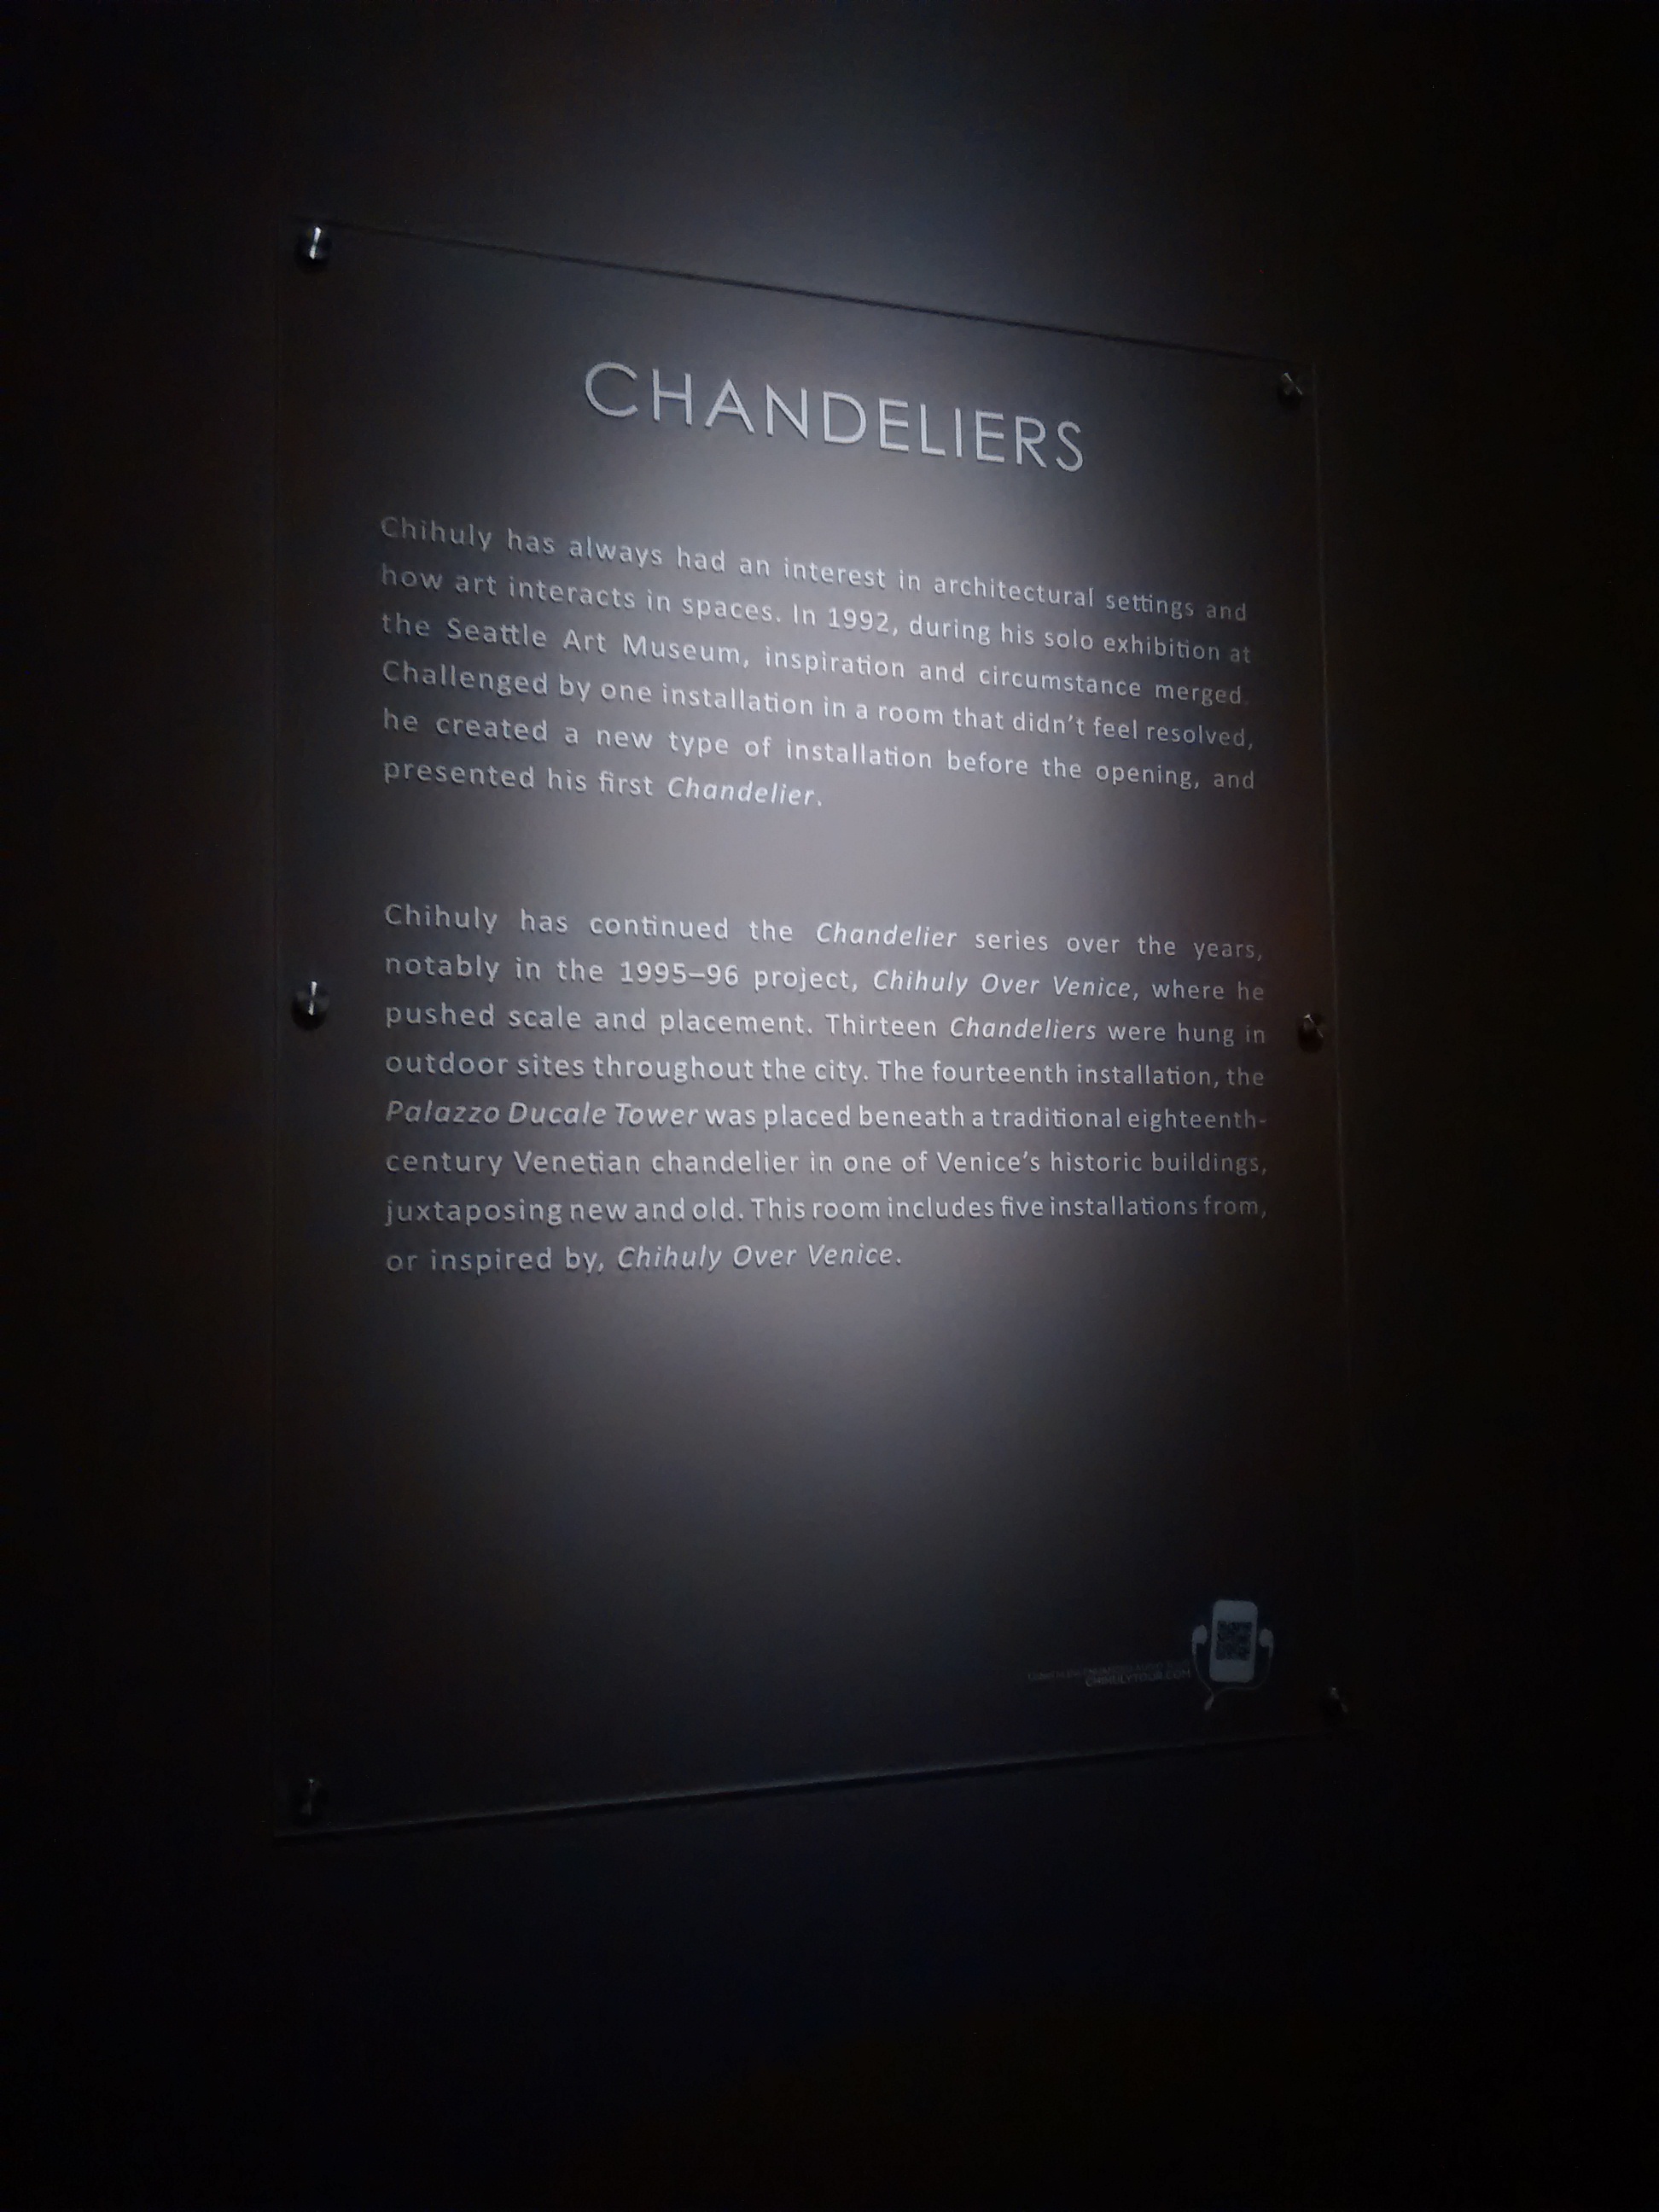 CHANDELIERS
Chihuly has always had an interest in architectural settings and
how art interacts in spaces. In 1992, during his solo exhibition at
the Seattle Art Museum, inspiration and circumstance merged.
Challenged by one installation in a room that didn't feel resolved,
he created a new type of installation before the opening, and
presented his first Chandelier.
Chihuly has continued the Chandelier series over the years,
notably in the 1995–96 project, Chihuly Over Venice, where he
pushed scale and placement. Thirteen Chandeliers were hung in
outdoor sites throughout the city. The fourteenth installation, the
Palazzo Ducale Tower was placed beneath a traditional eighteenth-
century Venetian chandelier in one of Venice's historic buildings,
juxtaposing new and old. This room includes five installations from,
or inspired by, Chihuly Over Venice.
CHIHULYTOUR.COM